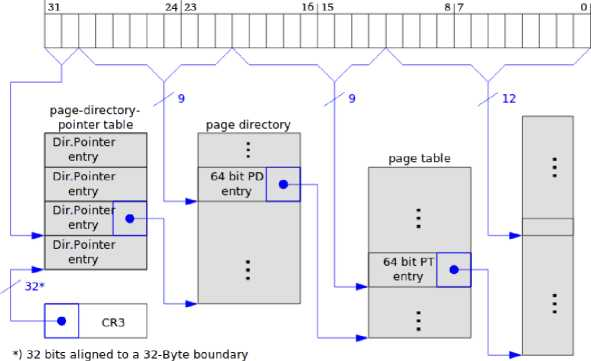 31 24 23 16 15 8 7 0
9 9 12
page-directory-
pointer table
Dir.Pointer
entry
Dir.Pointer
entry
Dir.Pointer
entry
Dir.Pointer
entry
32*
CR3
page directory
64 bit PD
entry
page table
64 bit PT
entry
*) 32 bits aligned to a 32-Byte boundary